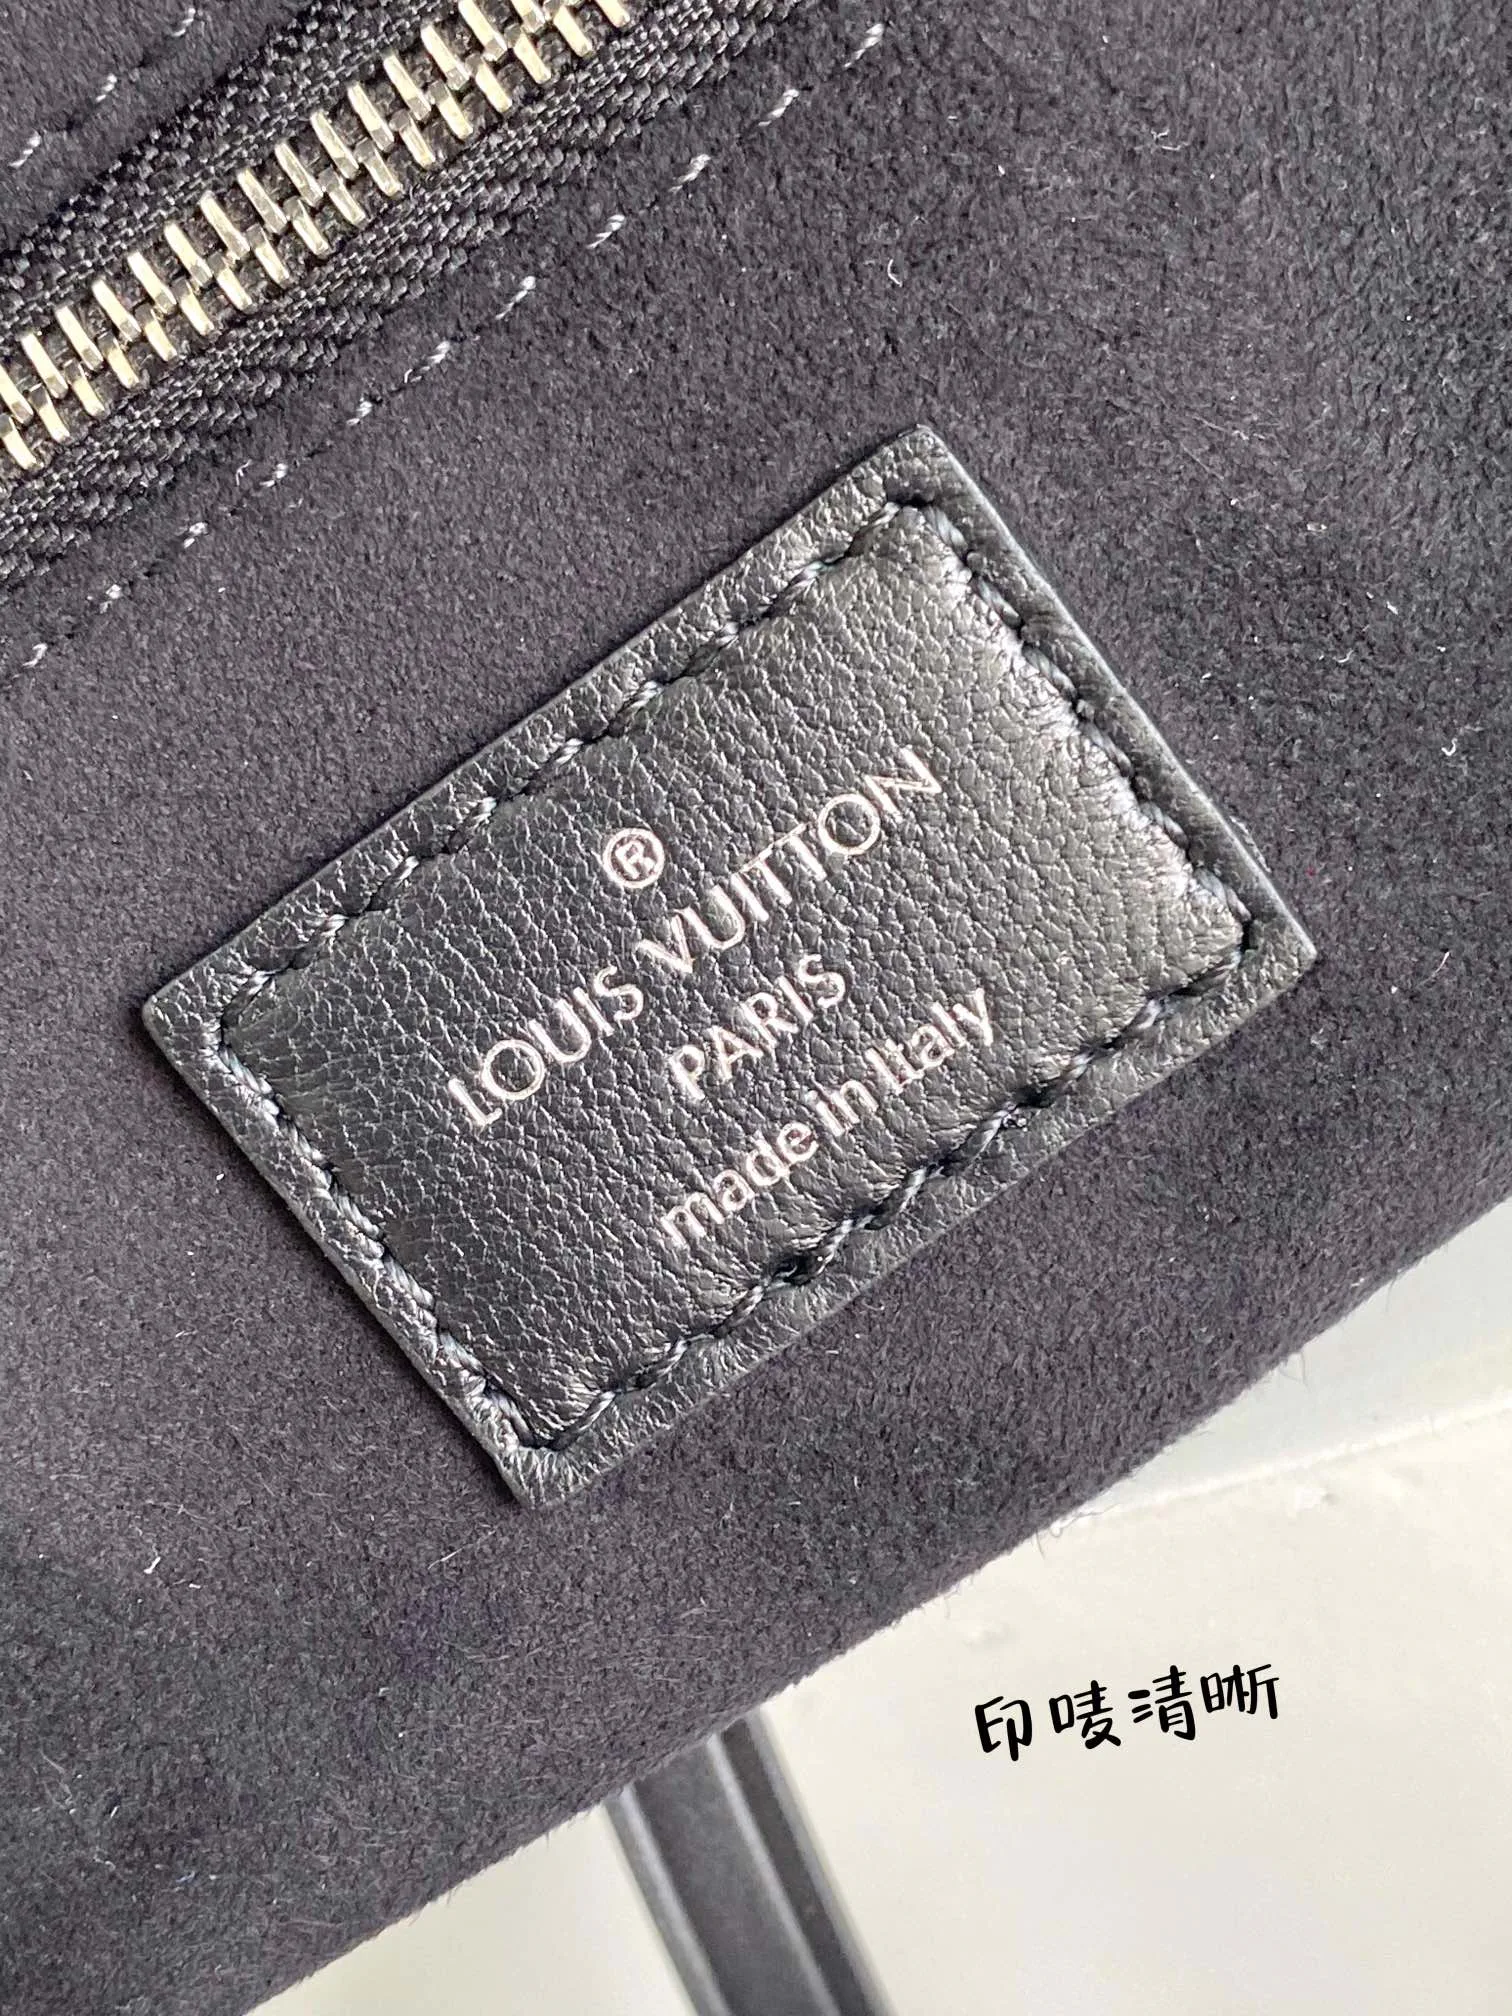 ®
LOUIS VUITTON
PARIS
made in Italy
印唛清晰